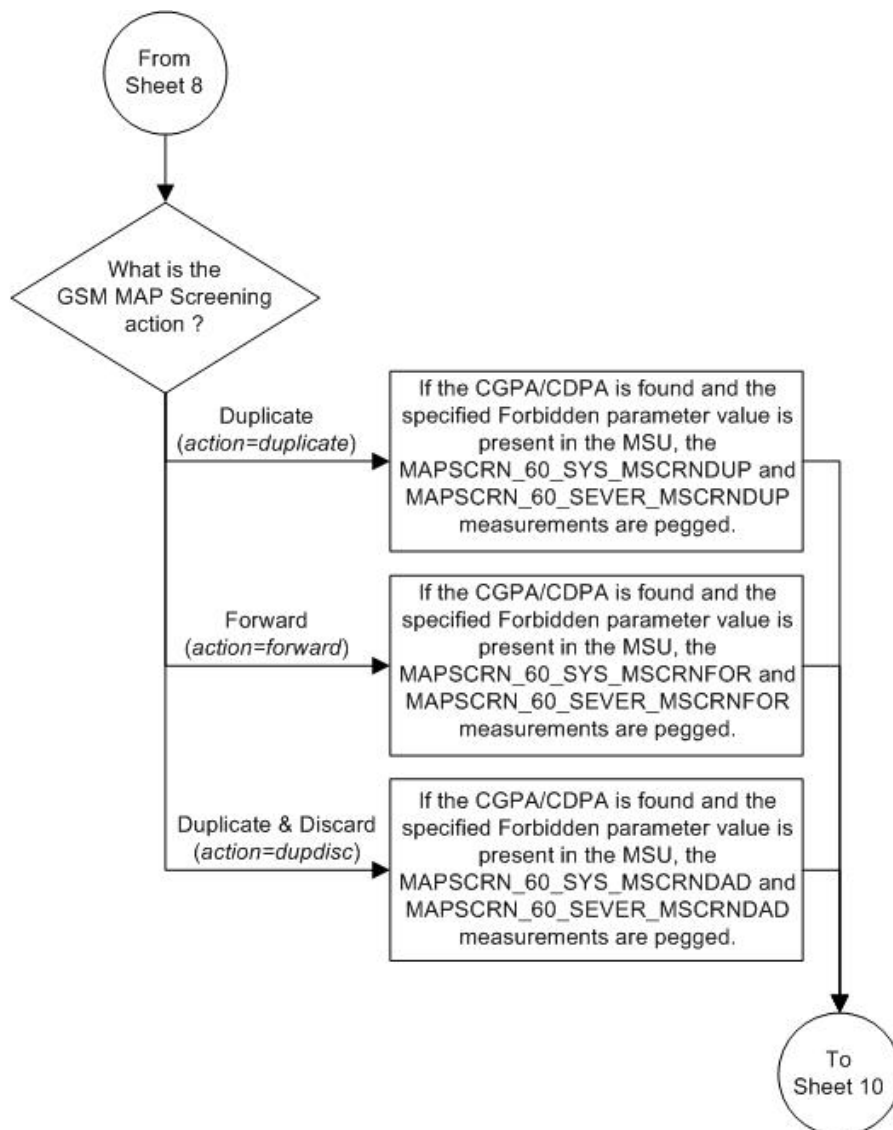 From
Sheet 8
What is the
GSM MAP Screening
action ?
Duplicate
(action=duplicate)
If the CGPA/CDPA is found and the
specified Forbidden parameter value is
present in the MSU, the
MAPSCRN_60_SYS_MSCRNDUP and
MAPSCRN_60_SEVER_MSCRNDUP
measurements are pegged.
Forward
(action=forward)
If the CGPA/CDPA is found and the
specified Forbidden parameter value is
present in the MSU, the
MAPSCRN_60_SYS_MSCRNFOR and
MAPSCRN_60_SEVER_MSCRNFOR
measurements are pegged.
Duplicate & Discard
(action=dupdisc)
If the CGPA/CDPA is found and the
specified Forbidden parameter value is
present in the MSU, the
MAPSCRN_60_SYS_MSCRNDAD and
MAPSCRN_60_SEVER_MSCRNDAD
measurements are pegged.
To
Sheet 10